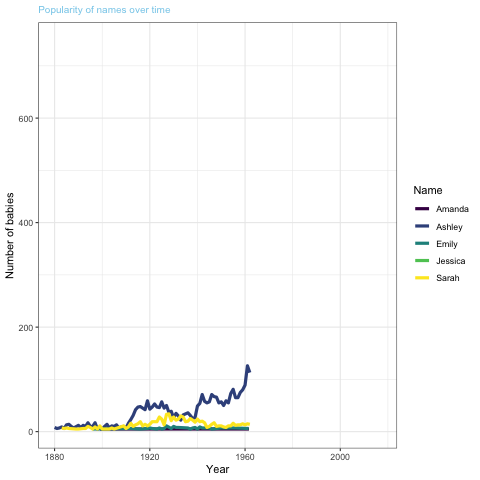 Popularity of names over time
Number of babies
600
400
200
0
1880
1920
1960
2000
Year
Name
Amanda
Ashley
Emily
Jessica
Sarah